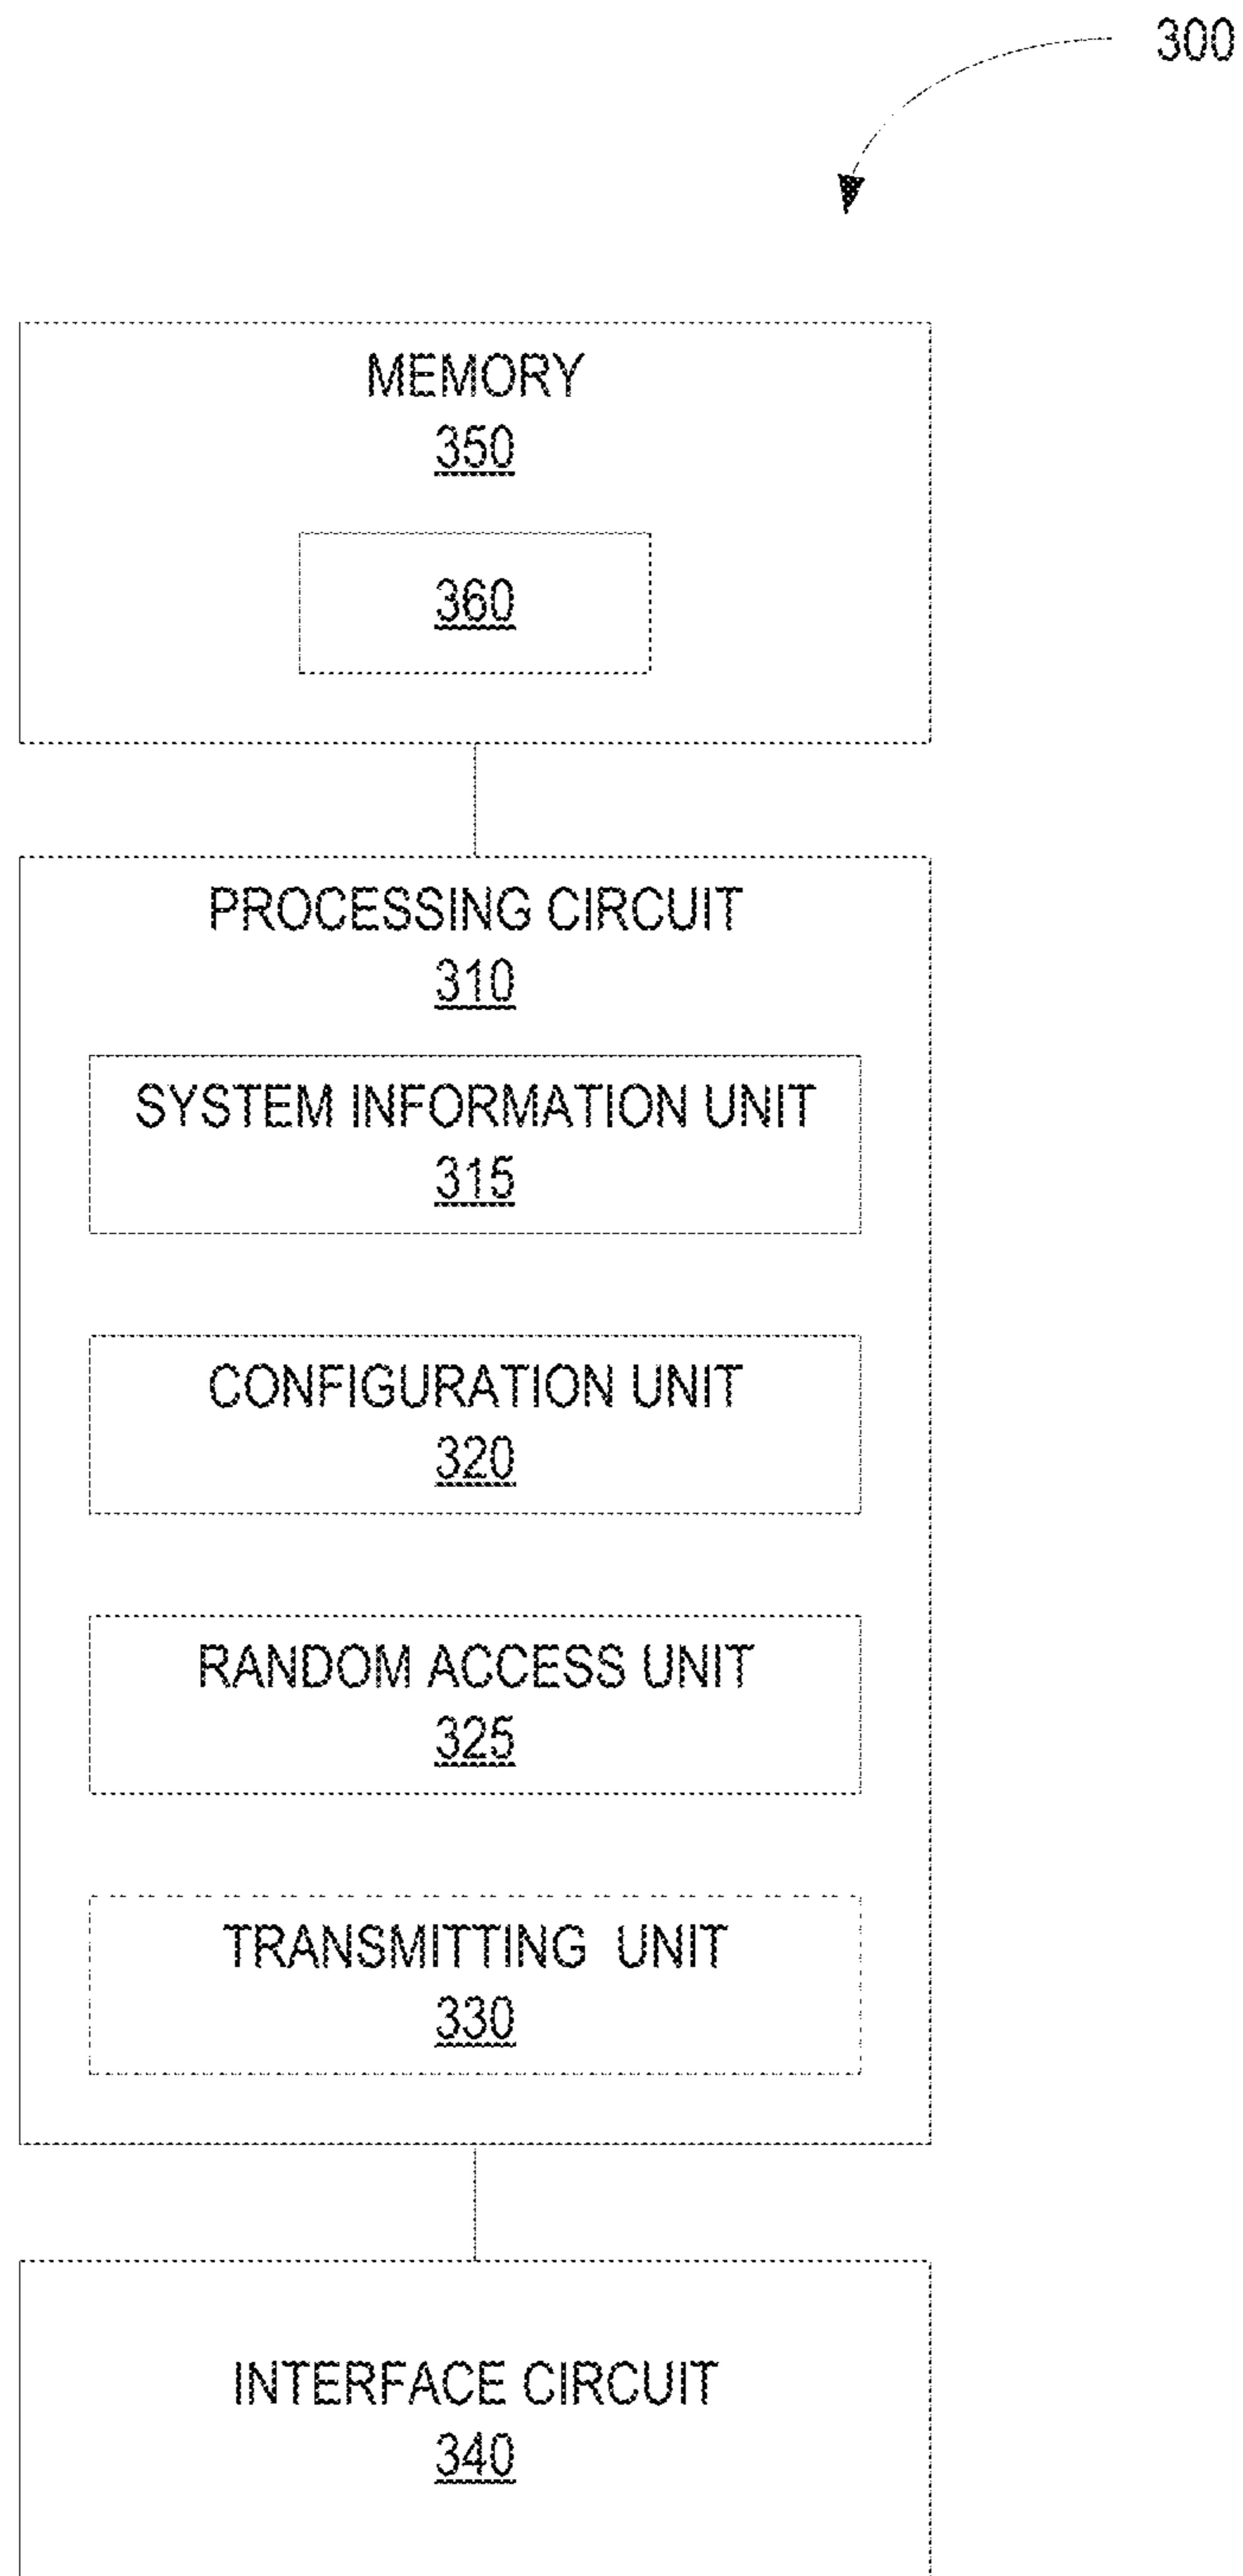 300
MEMORY
350
360
PROCESSING CIRCUIT
310
SYSTEM INFORMATION UNIT
315
CONFIGURATION UNIT
320
RANDOM ACCESS UNIT
325
TRANSMITTING UNIT
330
INTERFACE CIRCUIT
340